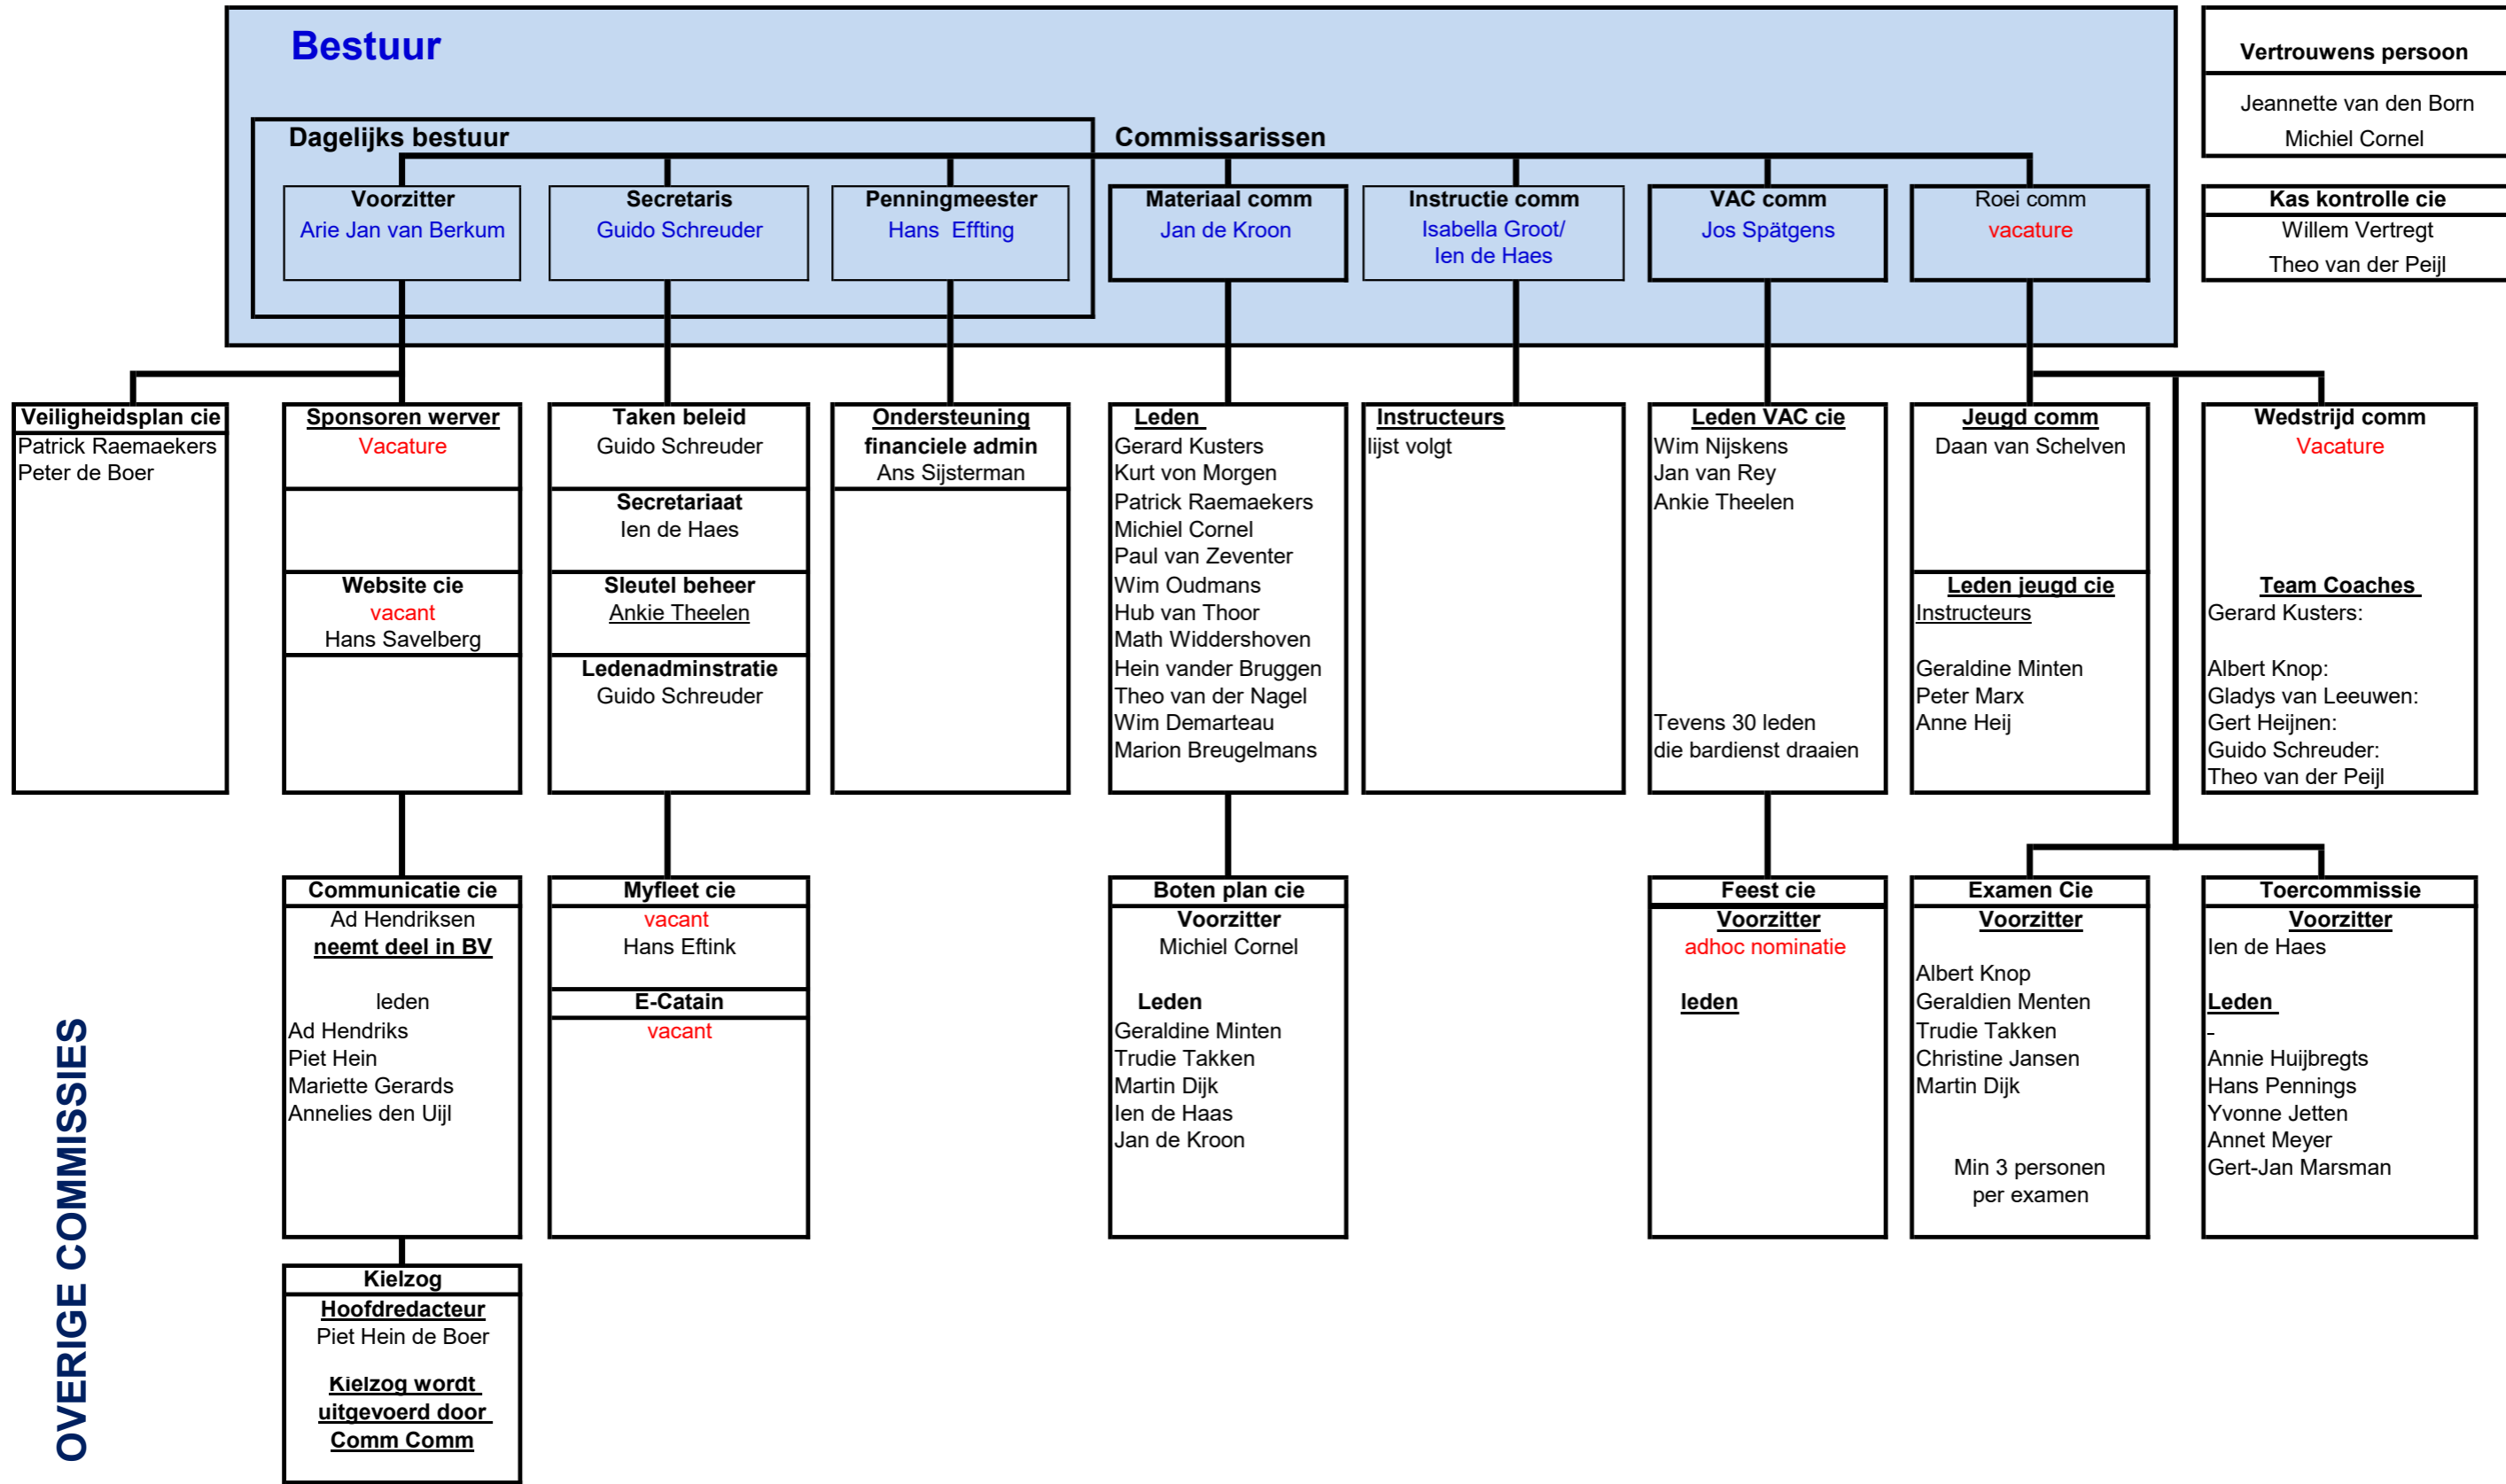 Bestuur
Vertrouwens persoon
Jeannette van den Born
Michiel Cornel
Dagelijks bestuur
Commissarissen
Voorzitter
Arie Jan van Berkum
Secretaris
Guido Schreuder
Penningmeester
Hans  Effting
Materiaal comm
Jan de Kroon
Instructie comm
Isabella Groot/
Ien de Haes
VAC comm
Jos Spätgens
Roei comm
vacature
Kas kontrolle cie
Willem Vertregt
Theo van der Peijl
Veiligheidsplan cie
Patrick Raemaekers
Peter de Boer
Sponsoren werver
Vacature
Website cie
vacant
Hans Savelberg
Taken beleid
Guido Schreuder
Secretariaat
Ien de Haes
Sleutel beheer
Ankie Theelen
Ledenadminstratie
Guido Schreuder
Ondersteuning
financiele admin
Ans Sijsterman
Leden
Gerard Kusters
Kurt von Morgen
Patrick Raemaekers
Michiel Cornel
Paul van Zeventer
Wim Oudmans
Hub van Thoor
Math Widdershoven
Hein vander Bruggen
Theo van der Nagel
Wim Demarteau
Marion Breugelmans
Instructeurs
lijst volgt
Leden VAC cie
Wim Nijskens
Jan van Rey
Ankie Theelen
Tevens 30 leden
die bardienst draaien
Jeugd comm
Daan van Schelven
Leden jeugd cie
Instructeurs
Geraldine Minten
Peter Marx
Anne Heij
Wedstrijd comm
Vacature
Team Coaches
Gerard Kusters:
Albert Knop:
Gladys van Leeuwen:
Gert Heijnen:
Guido Schreuder:
Theo van der Peijl
OVERIGE COMMISSIES
Communicatie cie
Ad Hendriksen
neemt deel in BV
leden
Ad Hendriks
Piet Hein
Mariette Gerards
Annelies den Uijl
Myfleet cie
vacant
Hans Eftink
E-Catain
vacant
Boten plan cie
Voorzitter
Michiel Cornel
Leden
Geraldine Minten
Trudie Takken
Martin Dijk
Ien de Haas
Jan de Kroon
Feest cie
Voorzitter
adhoc nominatie
leden
Examen Cie
Voorzitter
Albert Knop
Geraldien Menten
Trudie Takken
Christine Jansen
Martin Dijk
Min 3 personen
per examen
Toercommissie
Voorzitter
Ien de Haes
Leden
-
Annie Huijbregts
Hans Pennings
Yvonne Jetten
Annet Meyer
Gert-Jan Marsman
Kielzog
Hoofdredacteur
Piet Hein de Boer
Kielzog wordt
uitgevoerd door
Comm Comm